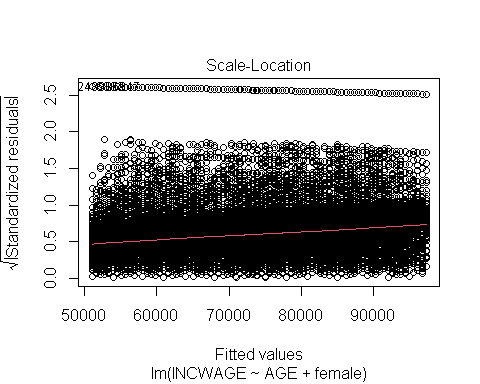 Scale-Location
√|Standardized residuals|
0.0 0.5 1.0 1.5 2.0 2.5
50000 60000 70000 80000 90000
Fitted values
lm(INCWAGE ~ AGE + female)